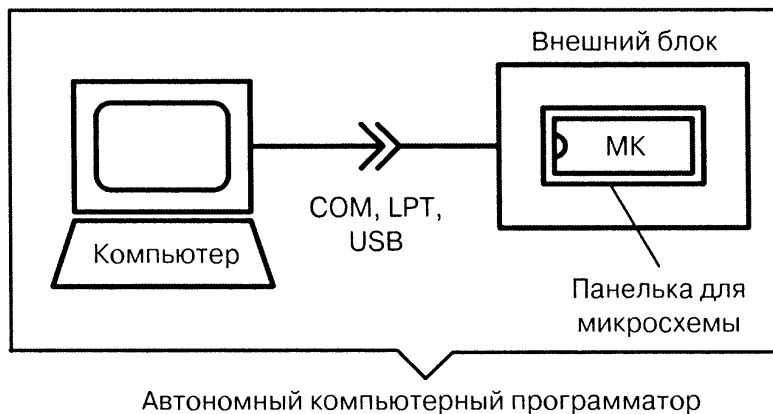 Внешний блок
МК
COM, LPT,
USB
Компьютер
Панелька для
микросхемы
Автономный компьютерный программатор